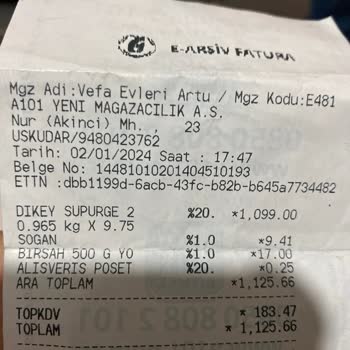 E-ARŞİV FATURA
Mgz Adi:Vefa Evleri Artu / Mgz Kodu:E481
A101 YENI MAGAZACILIK A.S.
Nur (Akinci) Mh. , 23
USKUDAR/9480423762
Tarih: 02/01/2024 Saat : 17:47
Belge No: 14481010201404510193
ETTN :dbb1199d-6acb-43fc-b82b-b645a7734482
DIKEY SUPURGE 2 %20. *1,099.00
0.965 kg X 9.75
SOGAN %1.0 *9.41
BIRSAH 500 G YO %1.0 *17.00
ALISVERIS POSET %20. *0.25
ARA TOPLAM *1,125.66
TOPKDV * 183.47
TOPLAM * 1,125.66